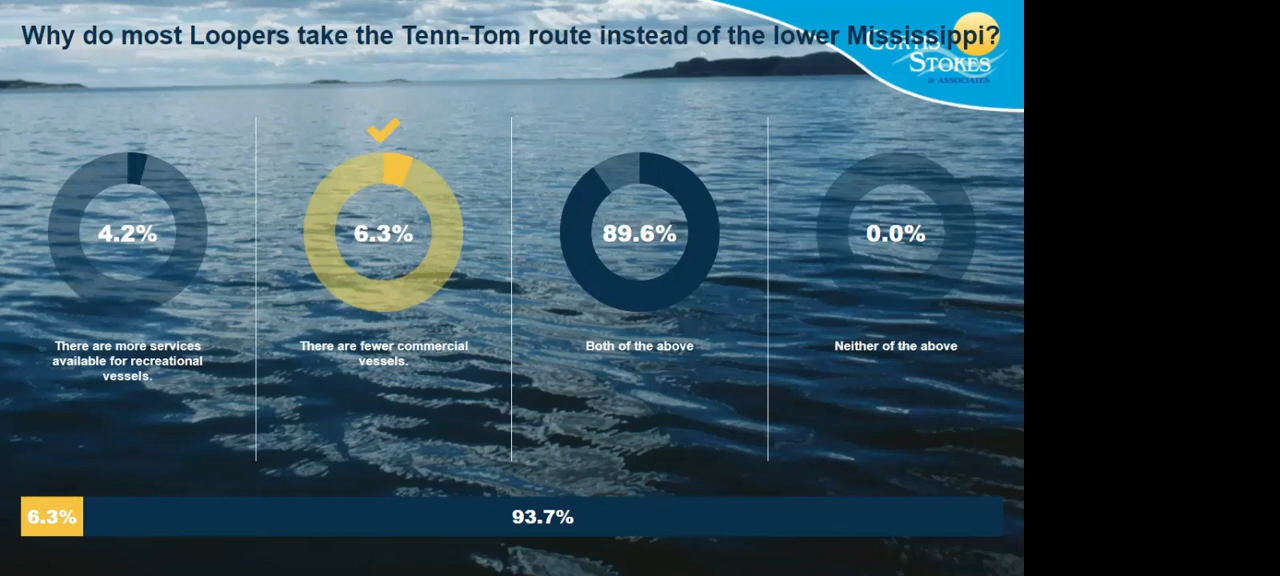 Why do most Loopers take the Tenn-Tom route instead of the lower Mississippi?
CURTIS
STOKES
& ASSOCIATES
4.2%
6.3%
89.6%
0.0%
There are more services
available for recreational
vessels.
There are fewer commercial
vessels.
Both of the above
Neither of the above
6.3%
93.7%